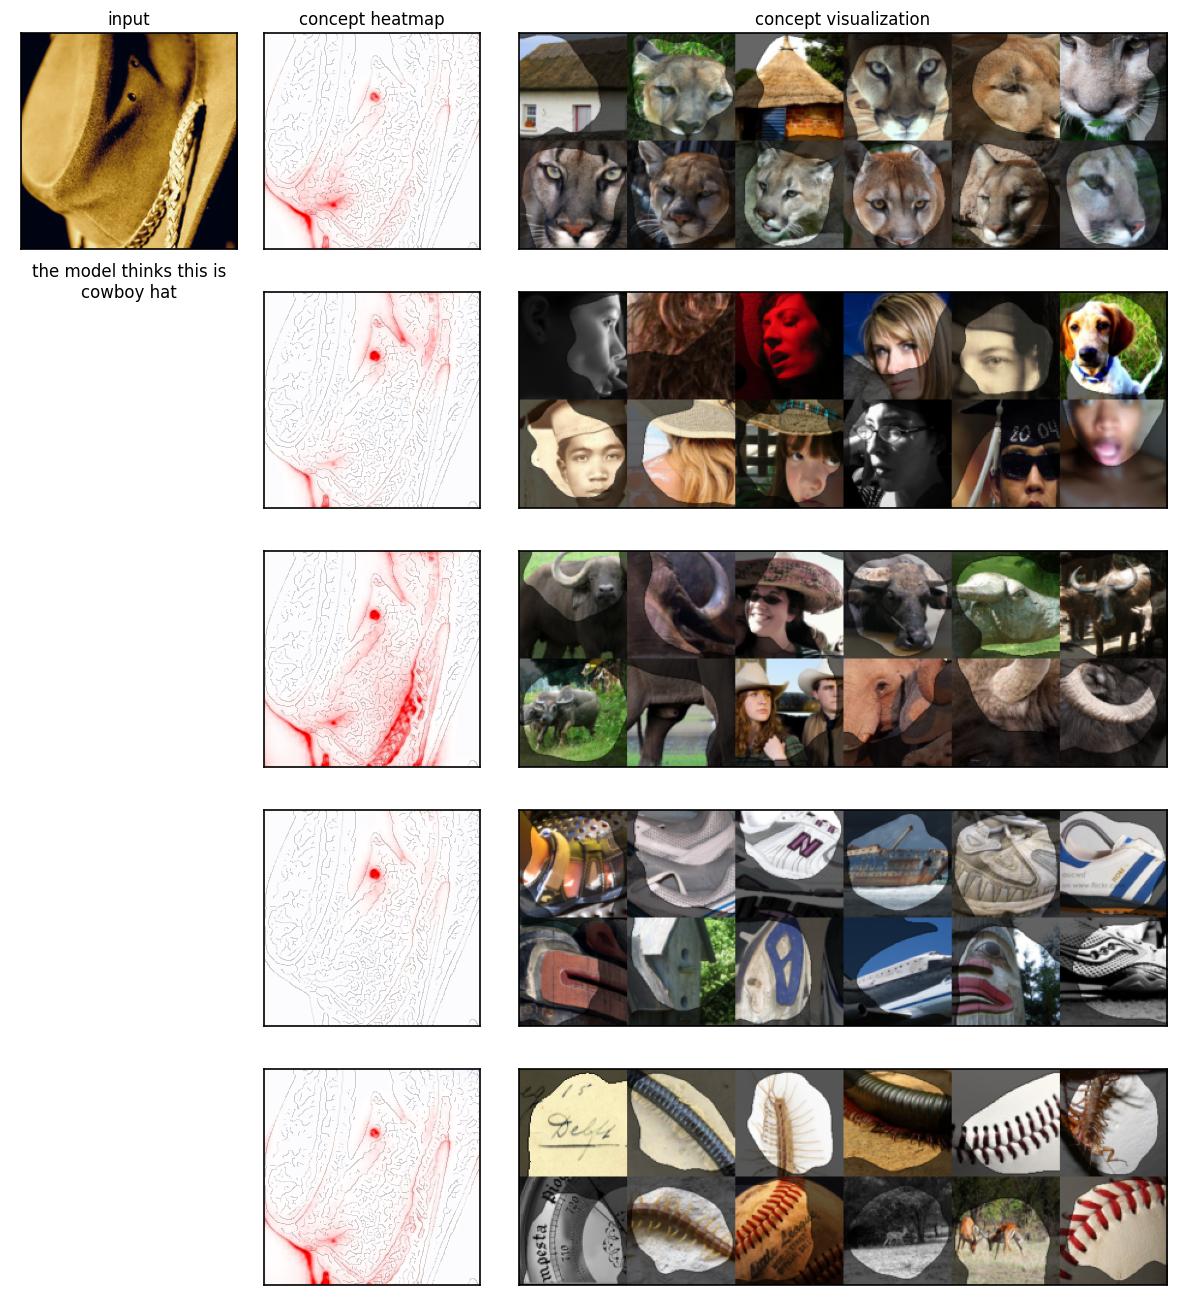 input
concept heatmap
concept visualization
the model thinks this is
cowboy hat
N
20 04
15
Delft
mpesta